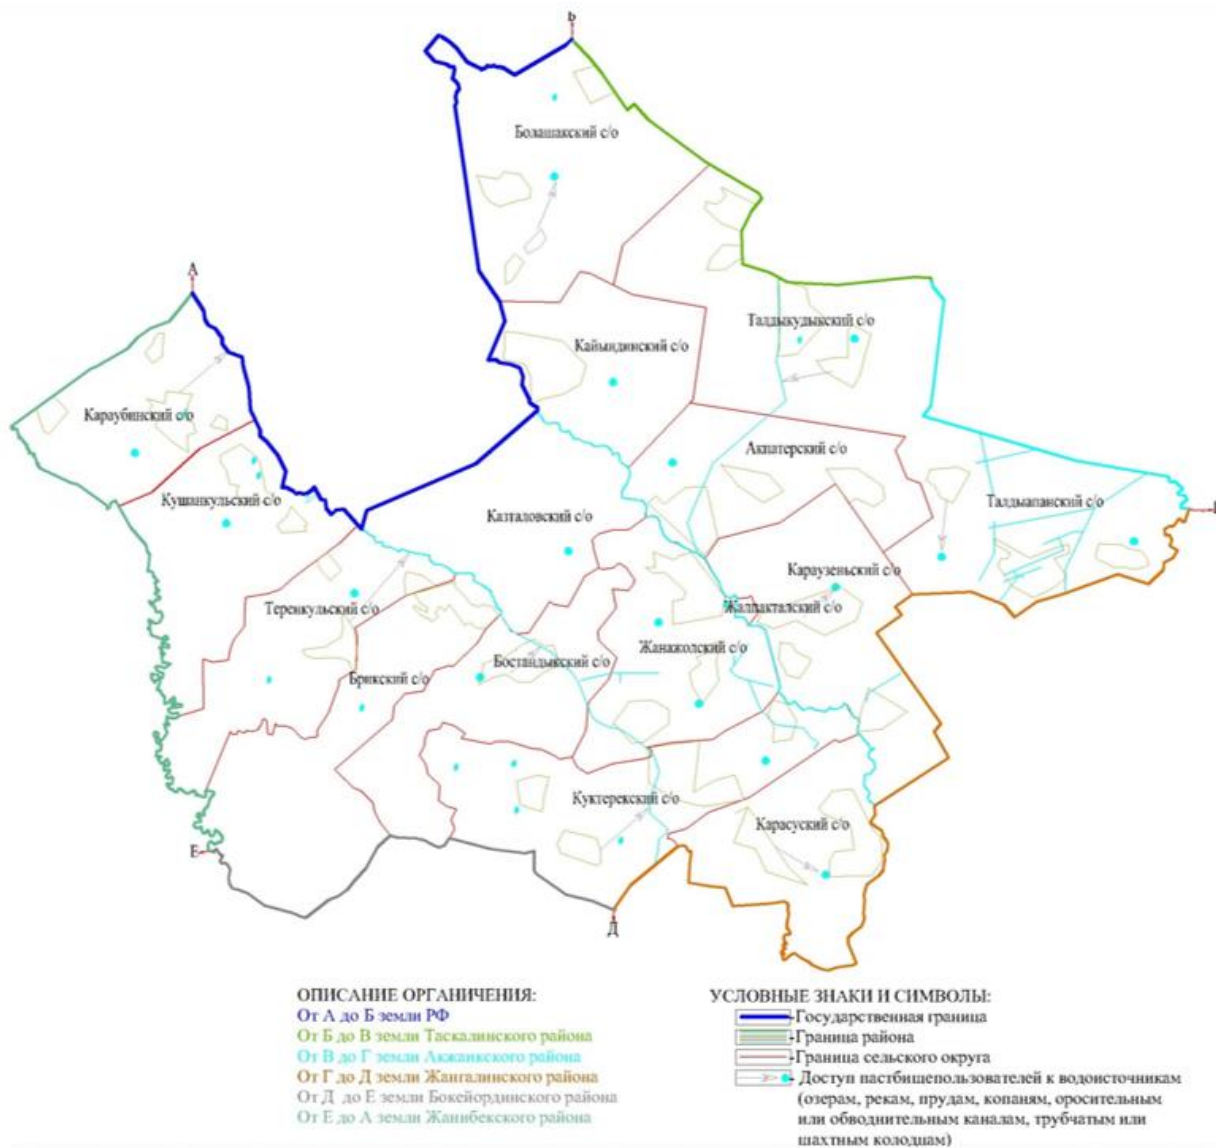 Б
Болашакский с/о
А
Талдыкудыкский с/о
Кайындинский с/о
Караубинский с/о
Акпатерский с/о
Кушанкульский с/о
Талдыапанский с/о
Казталовский с/о
Караузеньский с/о
Теренкульский с/о
Жалпакталский с/о
Жанажолский с/о
Бостандыкский с/о
Брикский с/о
Куктерекский с/о
Карасуский с/о
Е
Д
ОПИСАНИЕ ОРГАНИЧЕНИЯ:
От А до Б земли РФ
От Б до В земли Таскалинского района
От В до Г земли Акжаикского района
От Г до Д земли Жангалинского района
От Д до Е земли Бокейординского района
От Е до А земли Жанибекского района
УСЛОВНЫЕ ЗНАКИ И СИМВОЛЫ:
-Государственная граница
-Граница района
-Граница сельского округа
- Доступ пастбищепользователей к водоисточникам
(озерам, рекам, прудам, копаням, оросительным
или обводнительным каналам, трубчатым или
шахтным колодцам)